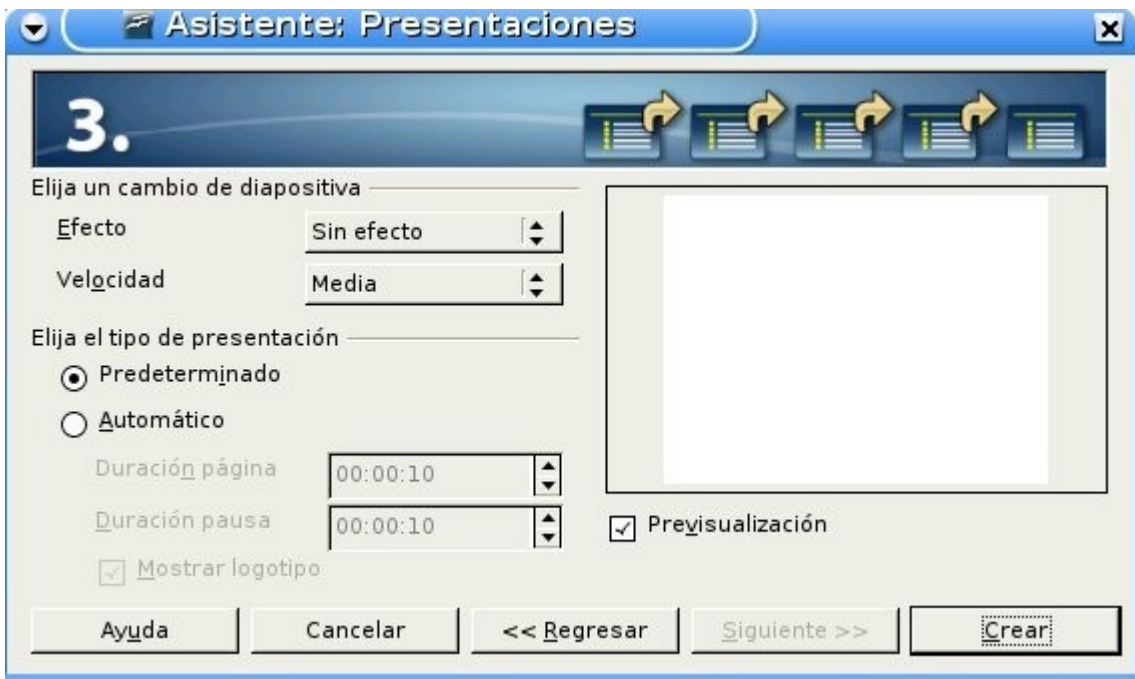 Asistente: Presentaciones
3.
Elija un cambio de diapositiva
Efecto Sin efecto
Velocidad Media
Elija el tipo de presentación
Predeterminado
Automático
Duración página 00:00:10
Duración pausa 00:00:10
Mostrar logotipo
Previsualización
Ayuda Cancelar << Regresar Siguiente >> Crear